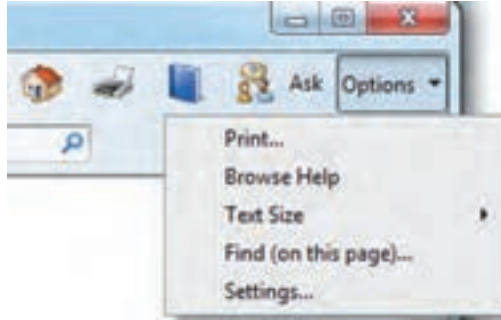 Ask Options
Print...
Browse Help
Text Size
Find (on this page)...
Settings...